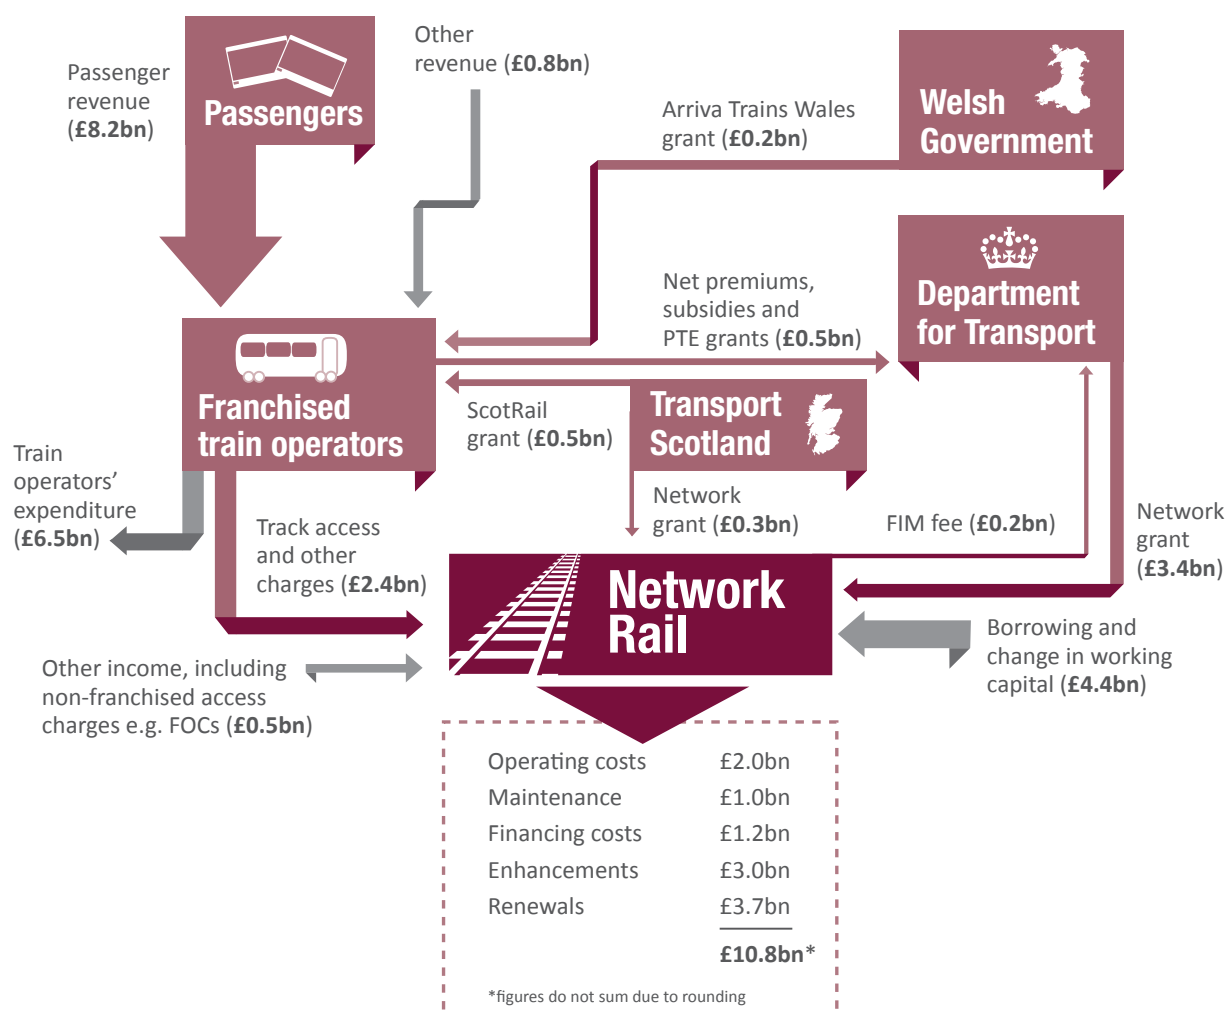 Passenger
revenue
(£8.2bn)
Passengers
Other
revenue (£0.8bn)
Arriva Trains Wales
grant (£0.2bn)
Welsh
Government
Net premiums,
subsidies and
PTE grants (£0.5bn)
Department
for Transport
Franchised
train operators
ScotRail
grant (£0.5bn)
Transport
Scotland
Train
operators’
expenditure
(£6.5bn)
Track access
and other
charges (£2.4bn)
Network
grant (£0.3bn)
FIM fee (£0.2bn)
Network
grant
(£3.4bn)
Network
Rail
Other income, including
non-franchised access
charges e.g. FOCs (£0.5bn)
Borrowing and
change in working
capital (£4.4bn)
Operating costs £2.0bn
Maintenance £1.0bn
Financing costs £1.2bn
Enhancements £3.0bn
Renewals £3.7bn
£10.8bn*
*figures do not sum due to rounding